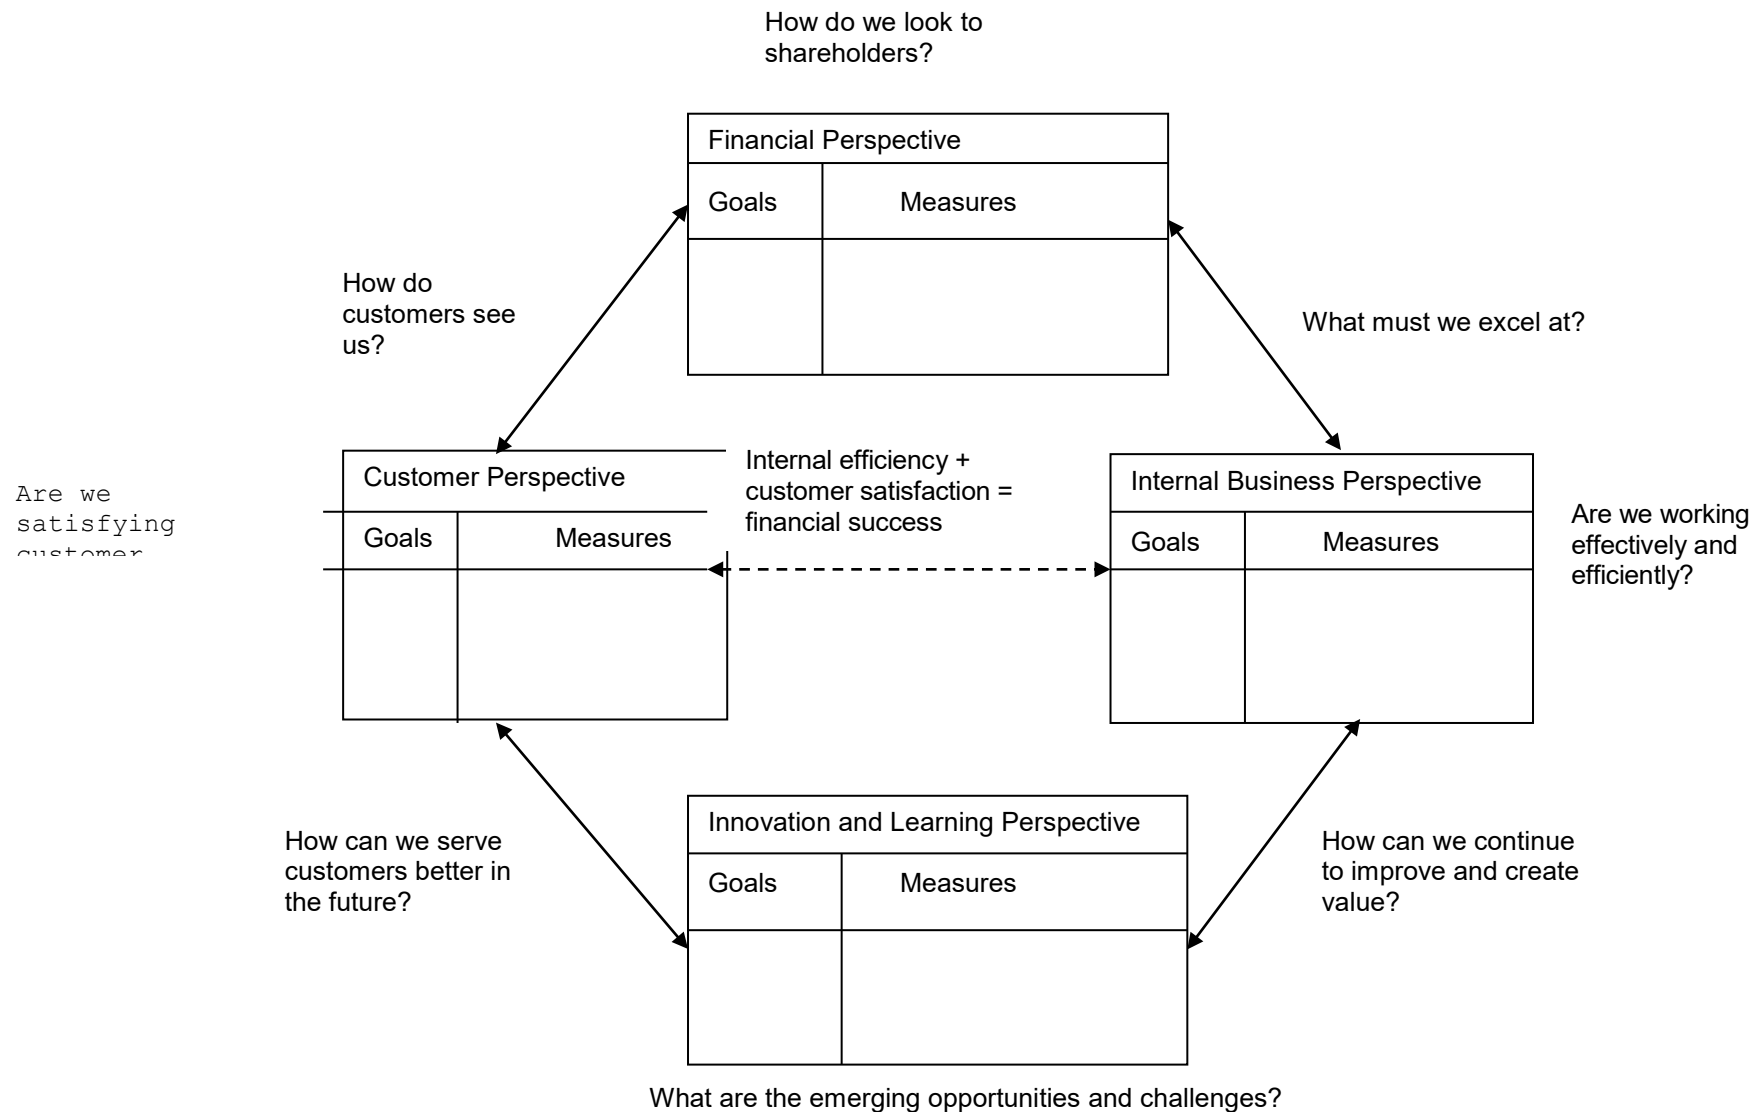 How do we look to
shareholders?
Financial Perspective
Goals Measures
How do
customers see
us?
What must we excel at?
Customer Perspective
Goals Measures
Internal efficiency +
customer satisfaction =
financial success
Internal Business Perspective
Goals Measures
Are we
satisfying
customer
Are we working
effectively and
efficiently?
Innovation and Learning Perspective
Goals Measures
How can we serve
customers better in
the future?
How can we continue
to improve and create
value?
What are the emerging opportunities and challenges?